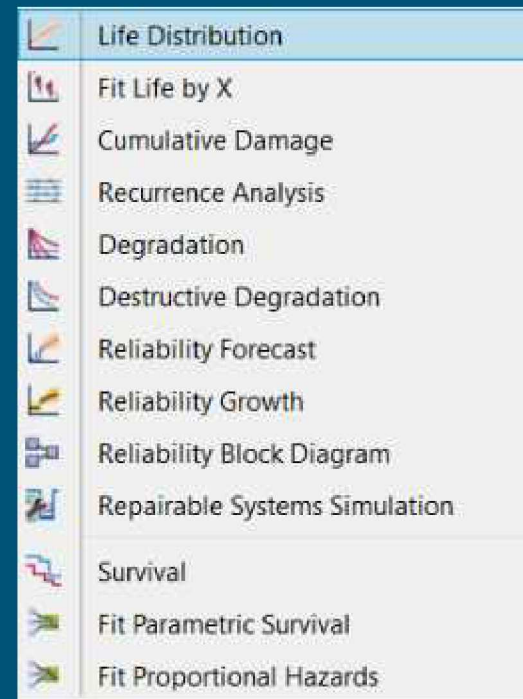 Life Distribution
Fit Life by X
Cumulative Damage
Recurrence Analysis
Degradation
Destructive Degradation
Reliability Forecast
Reliability Growth
Reliability Block Diagram
Repairable Systems Simulation
Survival
Fit Parametric Survival
Fit Proportional Hazards